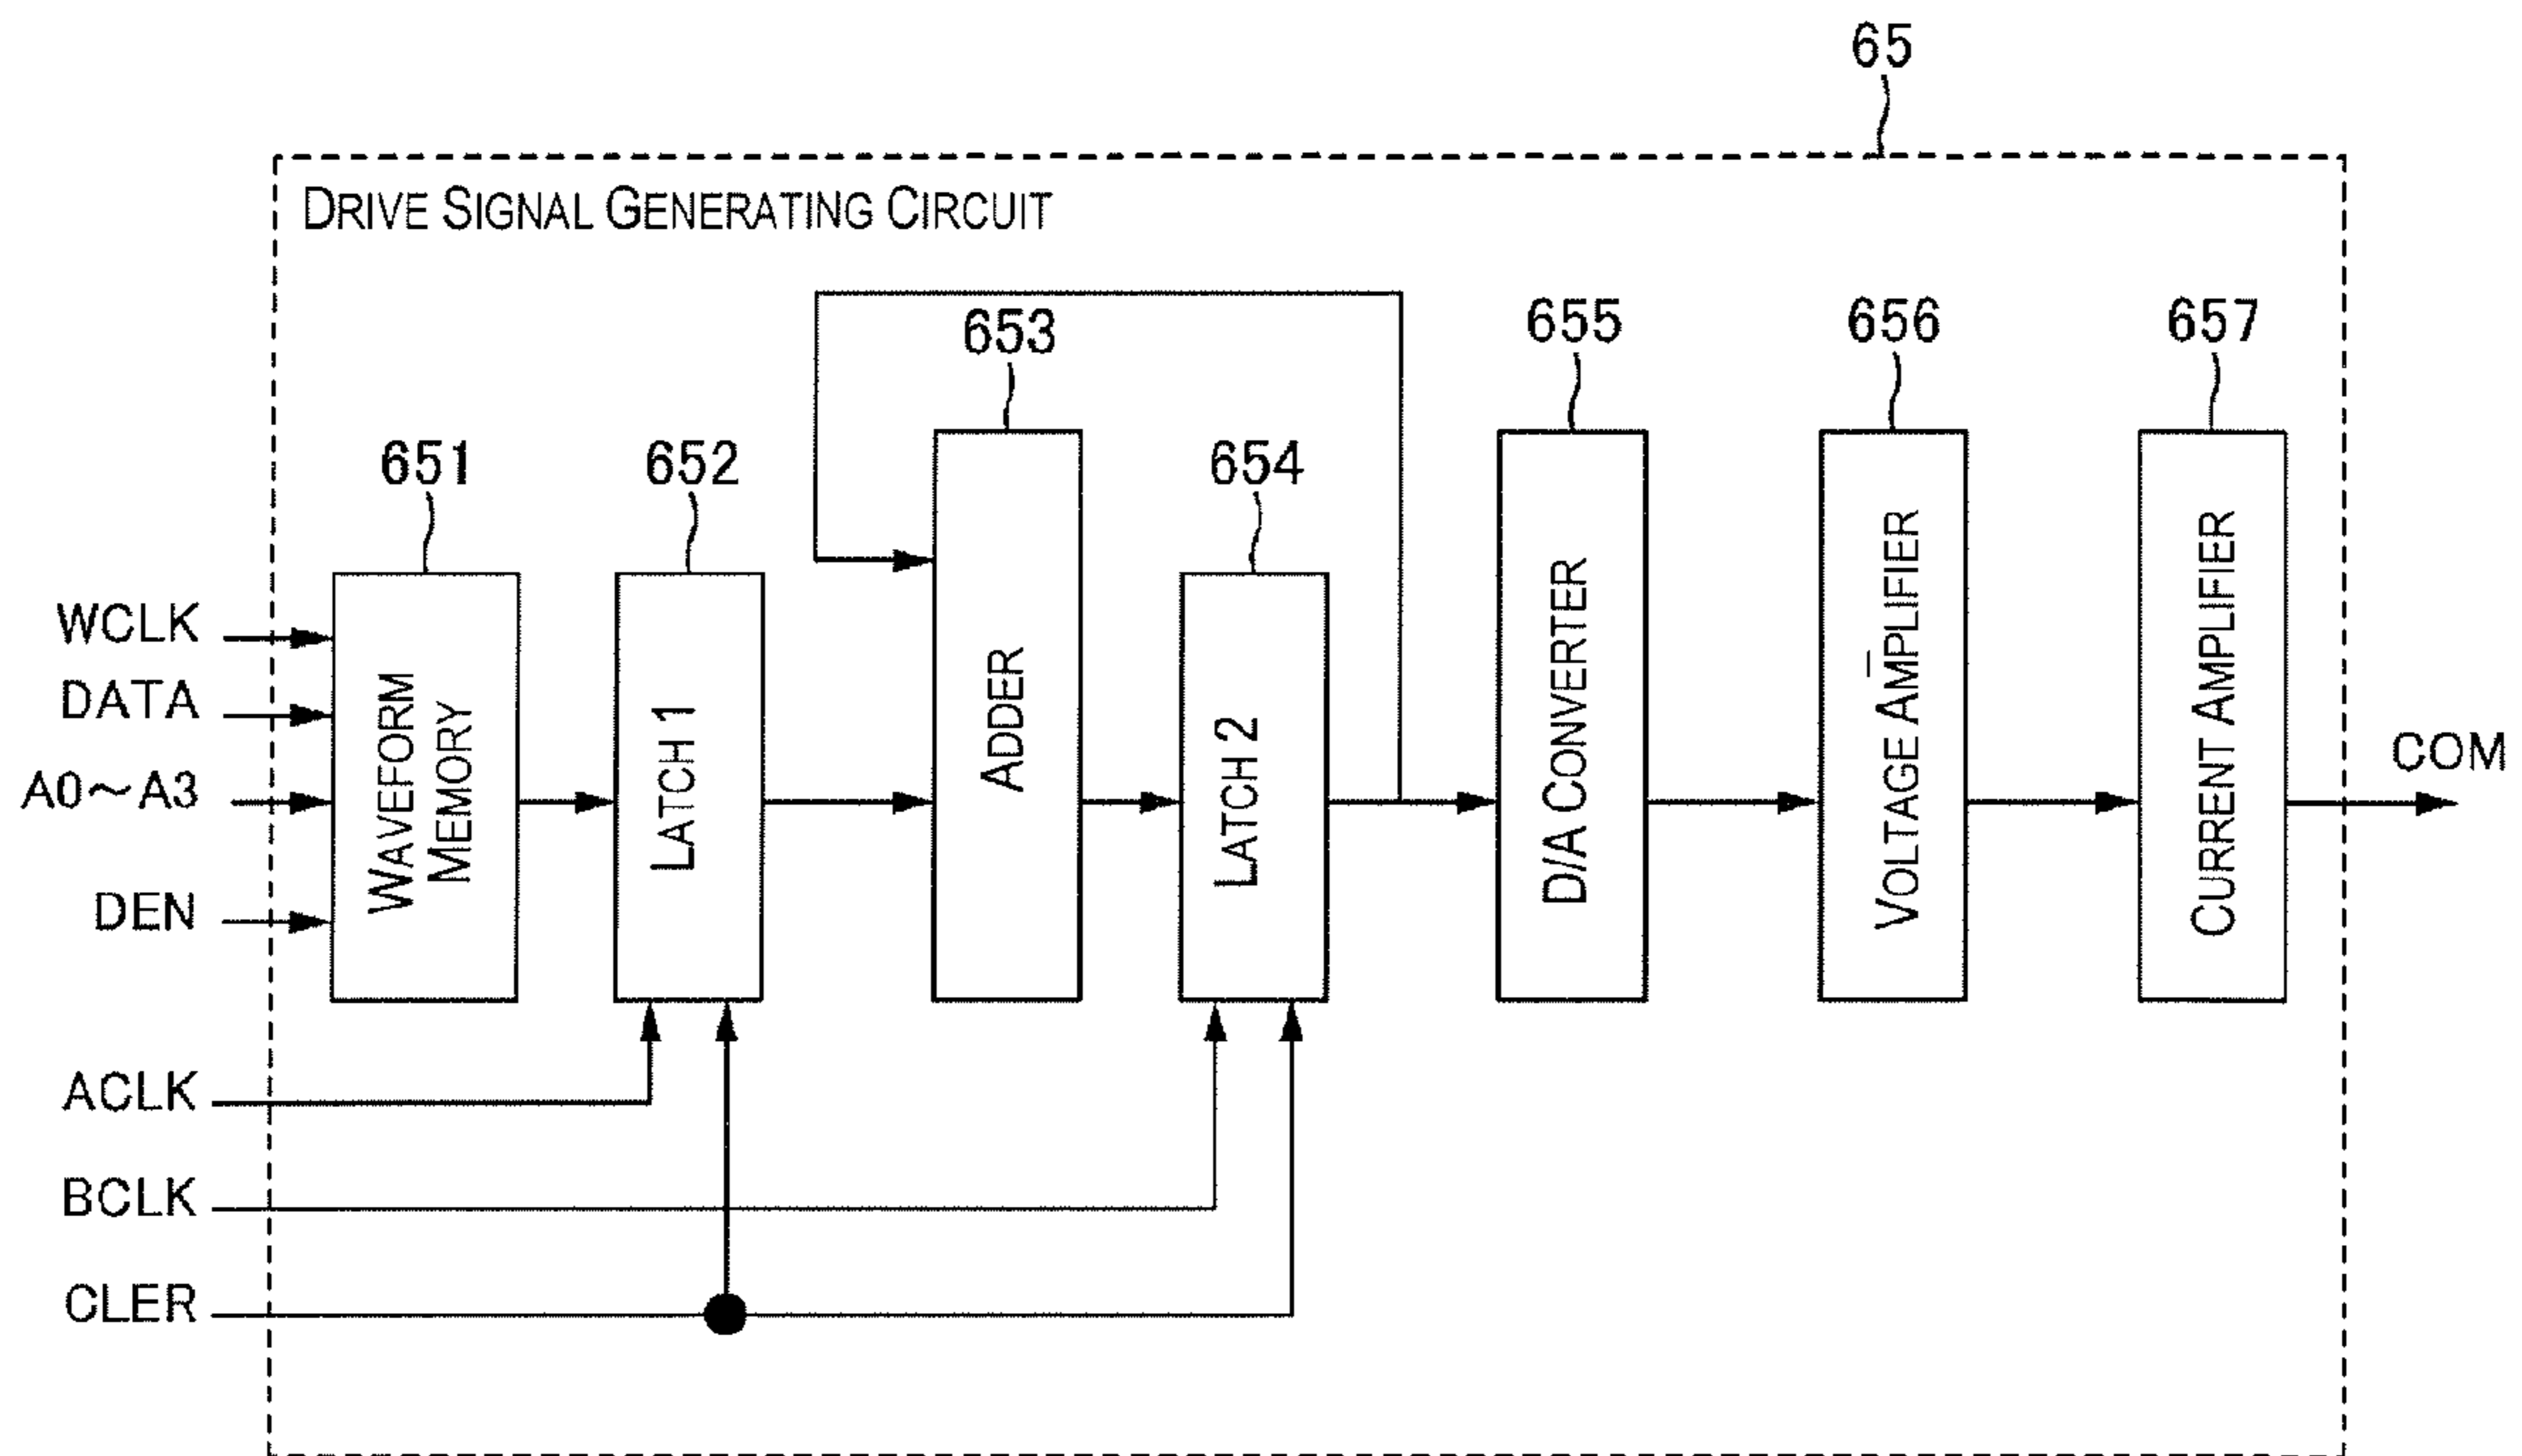 65
DRIVE SIGNAL GENERATING CIRCUIT
653
655
656
657
651
652
654
WCLK
DATA
A0~A3
DEN
WAVEFORM
MEMORY
LATCH 1
ADDER
LATCH 2
D/A CONVERTER
VOLTAGE AMPLIFIER
CURRENT AMPLIFIER
COM
ACLK
BCLK
CLER